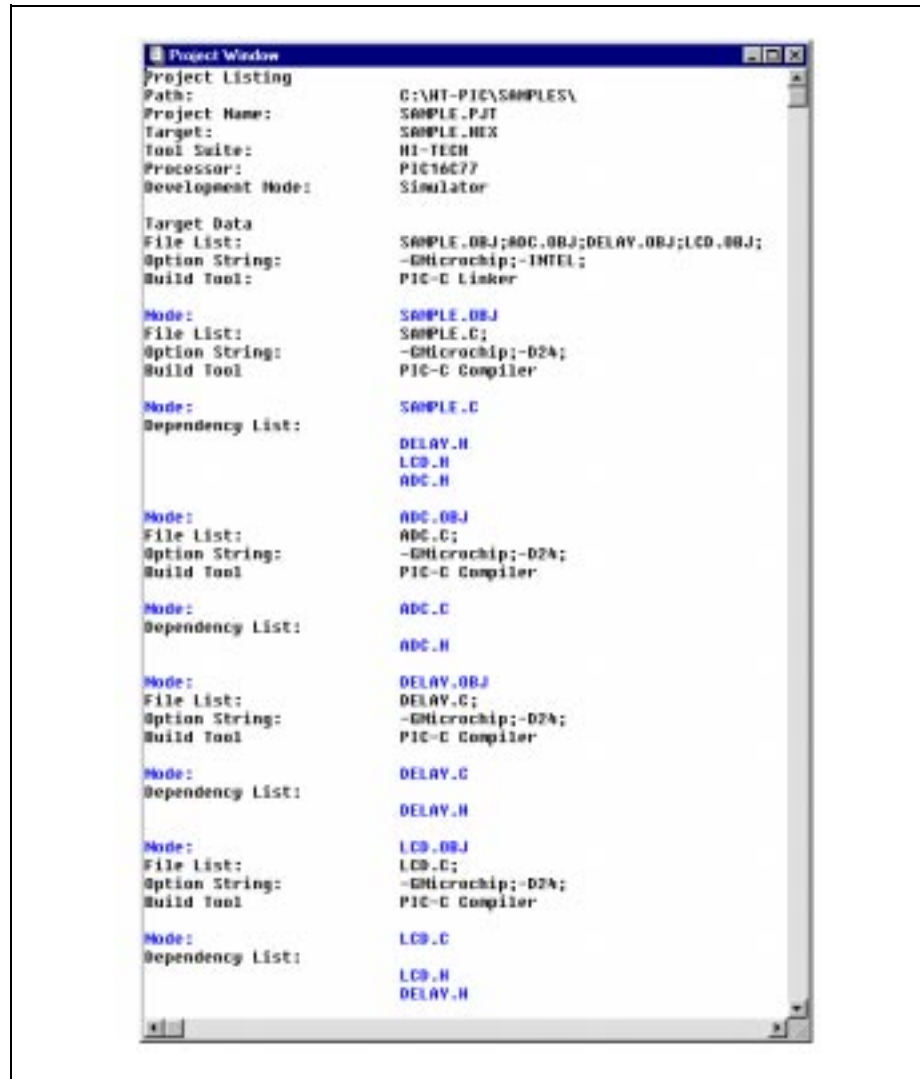 Project Window
Project Listing
Path: C:\HT-PIC\SAMPLES\
Project Name: SAMPLE.PJT
Target: SAMPLE.HEX
Tool Suite: HI-TECH
Processor: PIC16C77
Development Mode: Simulator
Target Data
File List: SAMPLE.OBJ;ADC.OBJ;DELAY.OBJ;LCD.OBJ;
Option String: -GMicrochip;-INTEL;
Build Tool: PIC-C Linker
Node: SAMPLE.OBJ
File List: SAMPLE.C;
Option String: -GMicrochip;-D24;
Build Tool PIC-C Compiler
Node: SAMPLE.C
Dependency List:
DELAY.H
LCD.H
ADC.H
Node: ADC.OBJ
File List: ADC.C;
Option String: -GMicrochip;-D24;
Build Tool PIC-C Compiler
Node: ADC.C
Dependency List:
ADC.H
Node: DELAY.OBJ
File List: DELAY.C;
Option String: -GMicrochip;-D24;
Build Tool PIC-C Compiler
Node: DELAY.C
Dependency List:
DELAY.H
Node: LCD.OBJ
File List: LCD.C;
Option String: -GMicrochip;-D24;
Build Tool PIC-C Compiler
Node: LCD.C
Dependency List:
LCD.H
DELAY.H